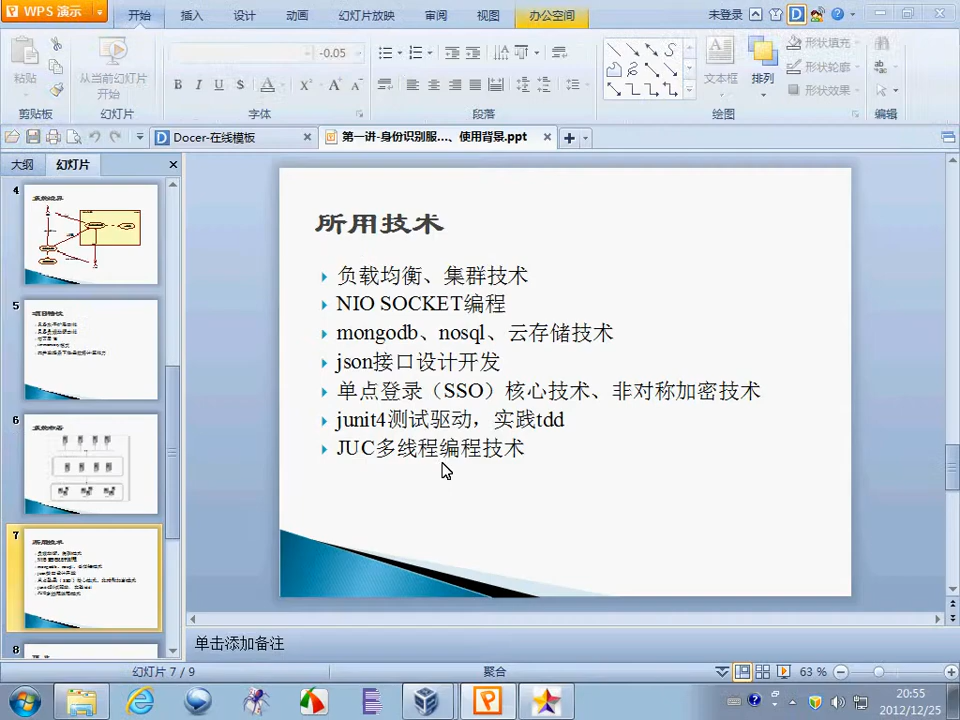 WPS 演示
开始
插入
设计
动画
幻灯片放映
审阅
视图
办公空间
未登录
粘贴
从当前幻灯片
开始
-0.05
文本框
排列
形状填充
形状轮廓
形状效果
剪贴板
幻灯片
字体
段落
绘图
编辑
Docer-在线模板
第一讲-身份识别服...、使用背景.ppt
大纲
幻灯片
4
5
6
7
8
所用技术
负载均衡、集群技术
NIO SOCKET编程
mongodb、nosql、云存储技术
json接口设计开发
单点登录（SSO）核心技术、非对称加密技术
junit4测试驱动，实践tdd
JUC多线程编程技术
单击添加备注
幻灯片 7 / 9
聚合
63 %
20:55
2012/12/25